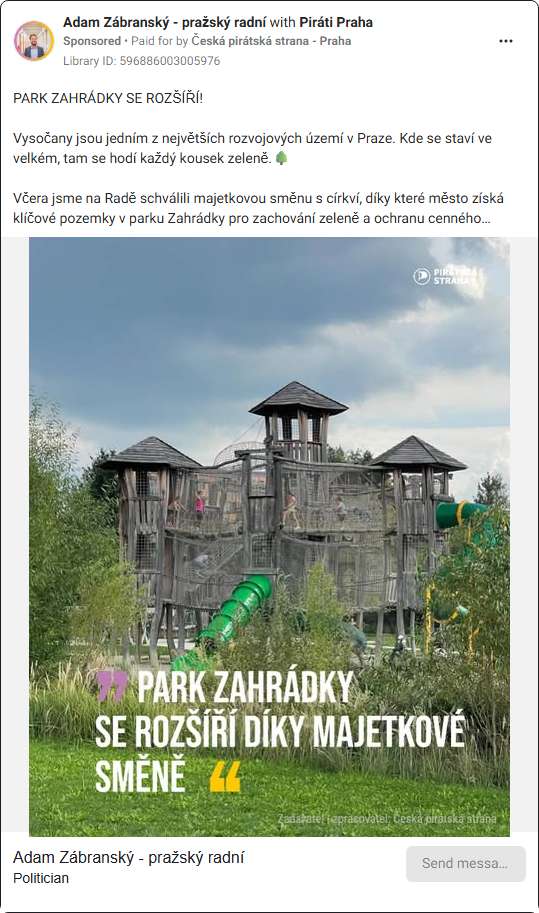 Adam Zábranský - pražský radní with Piráti Praha
Sponsored • Paid for by Česká pirátská strana - Praha
Library ID: 596886003005976
PARK ZAHRÁDKY SE ROZŠÍŘÍ!
Vysočany jsou jedním z největších rozvojových území v Praze. Kde se staví ve
velkém, tam se hodí každý kousek zeleně.
Včera jsme na Radě schválili majetkovou směnu s církví, díky které město získá
klíčové pozemky v parku Zahrádky pro zachování zeleně a ochranu cenného...
PIRÁTSKÁ
STRANA
" PARK ZAHRÁDKY
SE ROZŠÍŘÍ DÍKY MAJETKOVÉ
SMĚNĚ "
Zadavatel / zpracovatel: Česká pirátská strana
Adam Zábranský - pražský radní
Politician
Send messa...